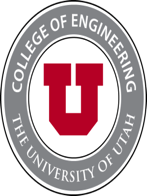 COLLEGE OF ENGINEERING
U
THE UNIVERSITY OF UTAH